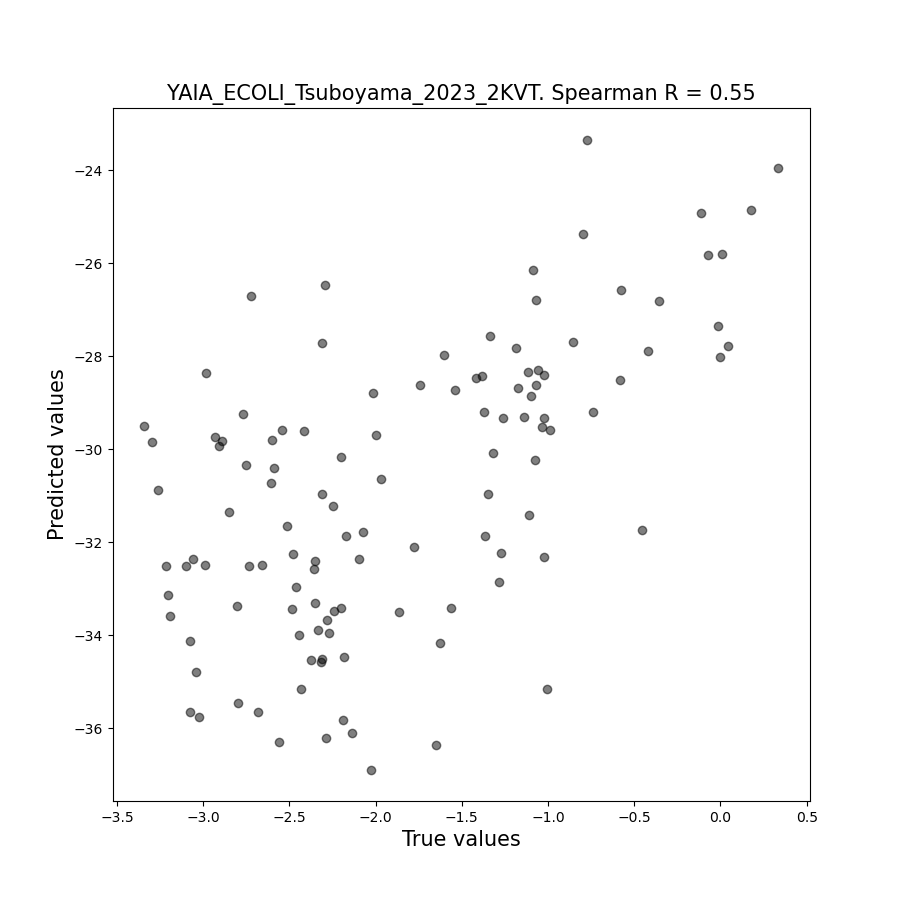 YAIA_ECOLI_Tsuboyama_2023_2KVT. Spearman R = 0.55
−24
−26
−28
−30
−32
−34
−36
Predicted values
−3.5 −3.0 −2.5 −2.0 −1.5 −1.0 −0.5 0.0 0.5
True values